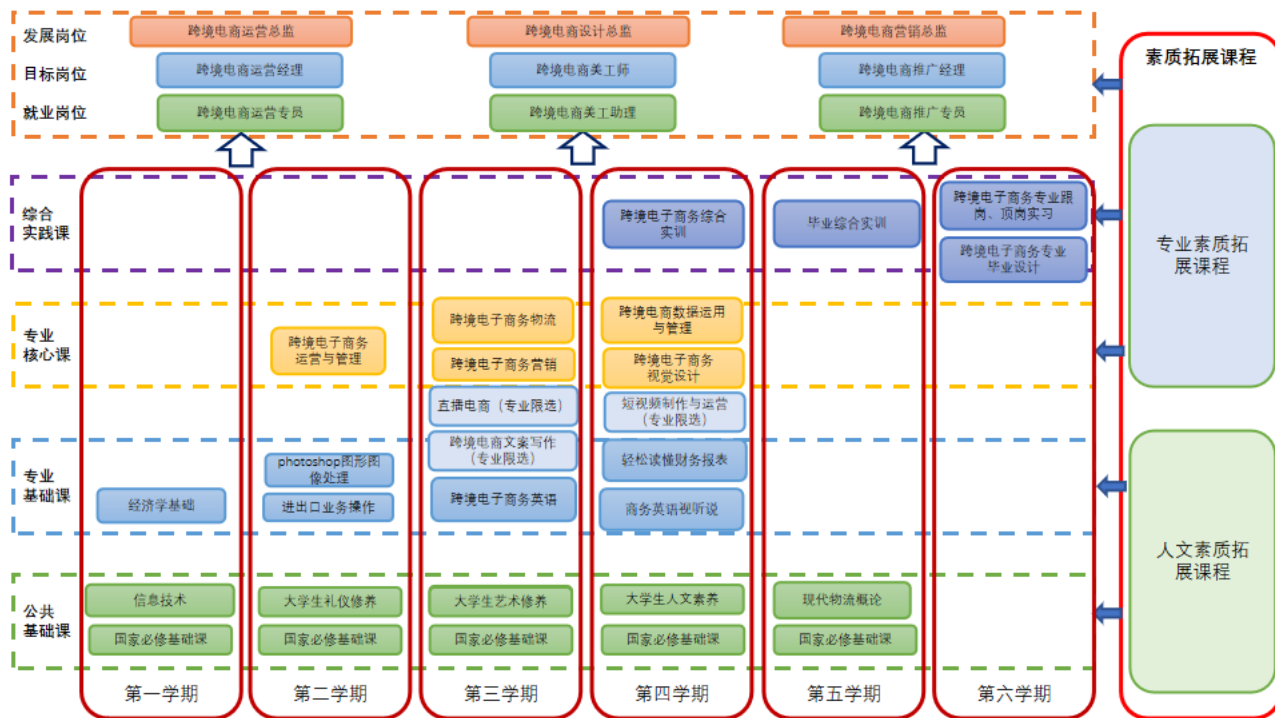 发展岗位
跨境电商运营总监
跨境电商设计总监
跨境电商营销总监
目标岗位
跨境电商运营经理
跨境电商美工师
跨境电商推广经理
就业岗位
跨境电商运营专员
跨境电商美工助理
跨境电商推广专员
素质拓展课程
专业素质拓
展课程
人文素质拓
展课程
综合
实践课
跨境电子商务综合
实训
毕业综合实训
跨境电子商务专业跟
岗、顶岗实习
跨境电子商务专业
毕业设计
专业
核心课
跨境电子商务
运营与管理
跨境电子商务物流
跨境电子商务营销
跨境电商数据运用
与管理
跨境电子商务
视觉设计
直播电商（专业限选）
短视频制作与运营
（专业限选）
专业
基础课
经济学基础
photoshop图形图
像处理
进出口业务操作
跨境电商文案写作
（专业限选）
跨境电子商务英语
轻松读懂财务报表
商务英语视听说
公共
基础课
信息技术
大学生礼仪修养
大学生艺术修养
大学生人文素养
现代物流概论
国家必修基础课
国家必修基础课
国家必修基础课
国家必修基础课
国家必修基础课
第一学期
第二学期
第三学期
第四学期
第五学期
第六学期